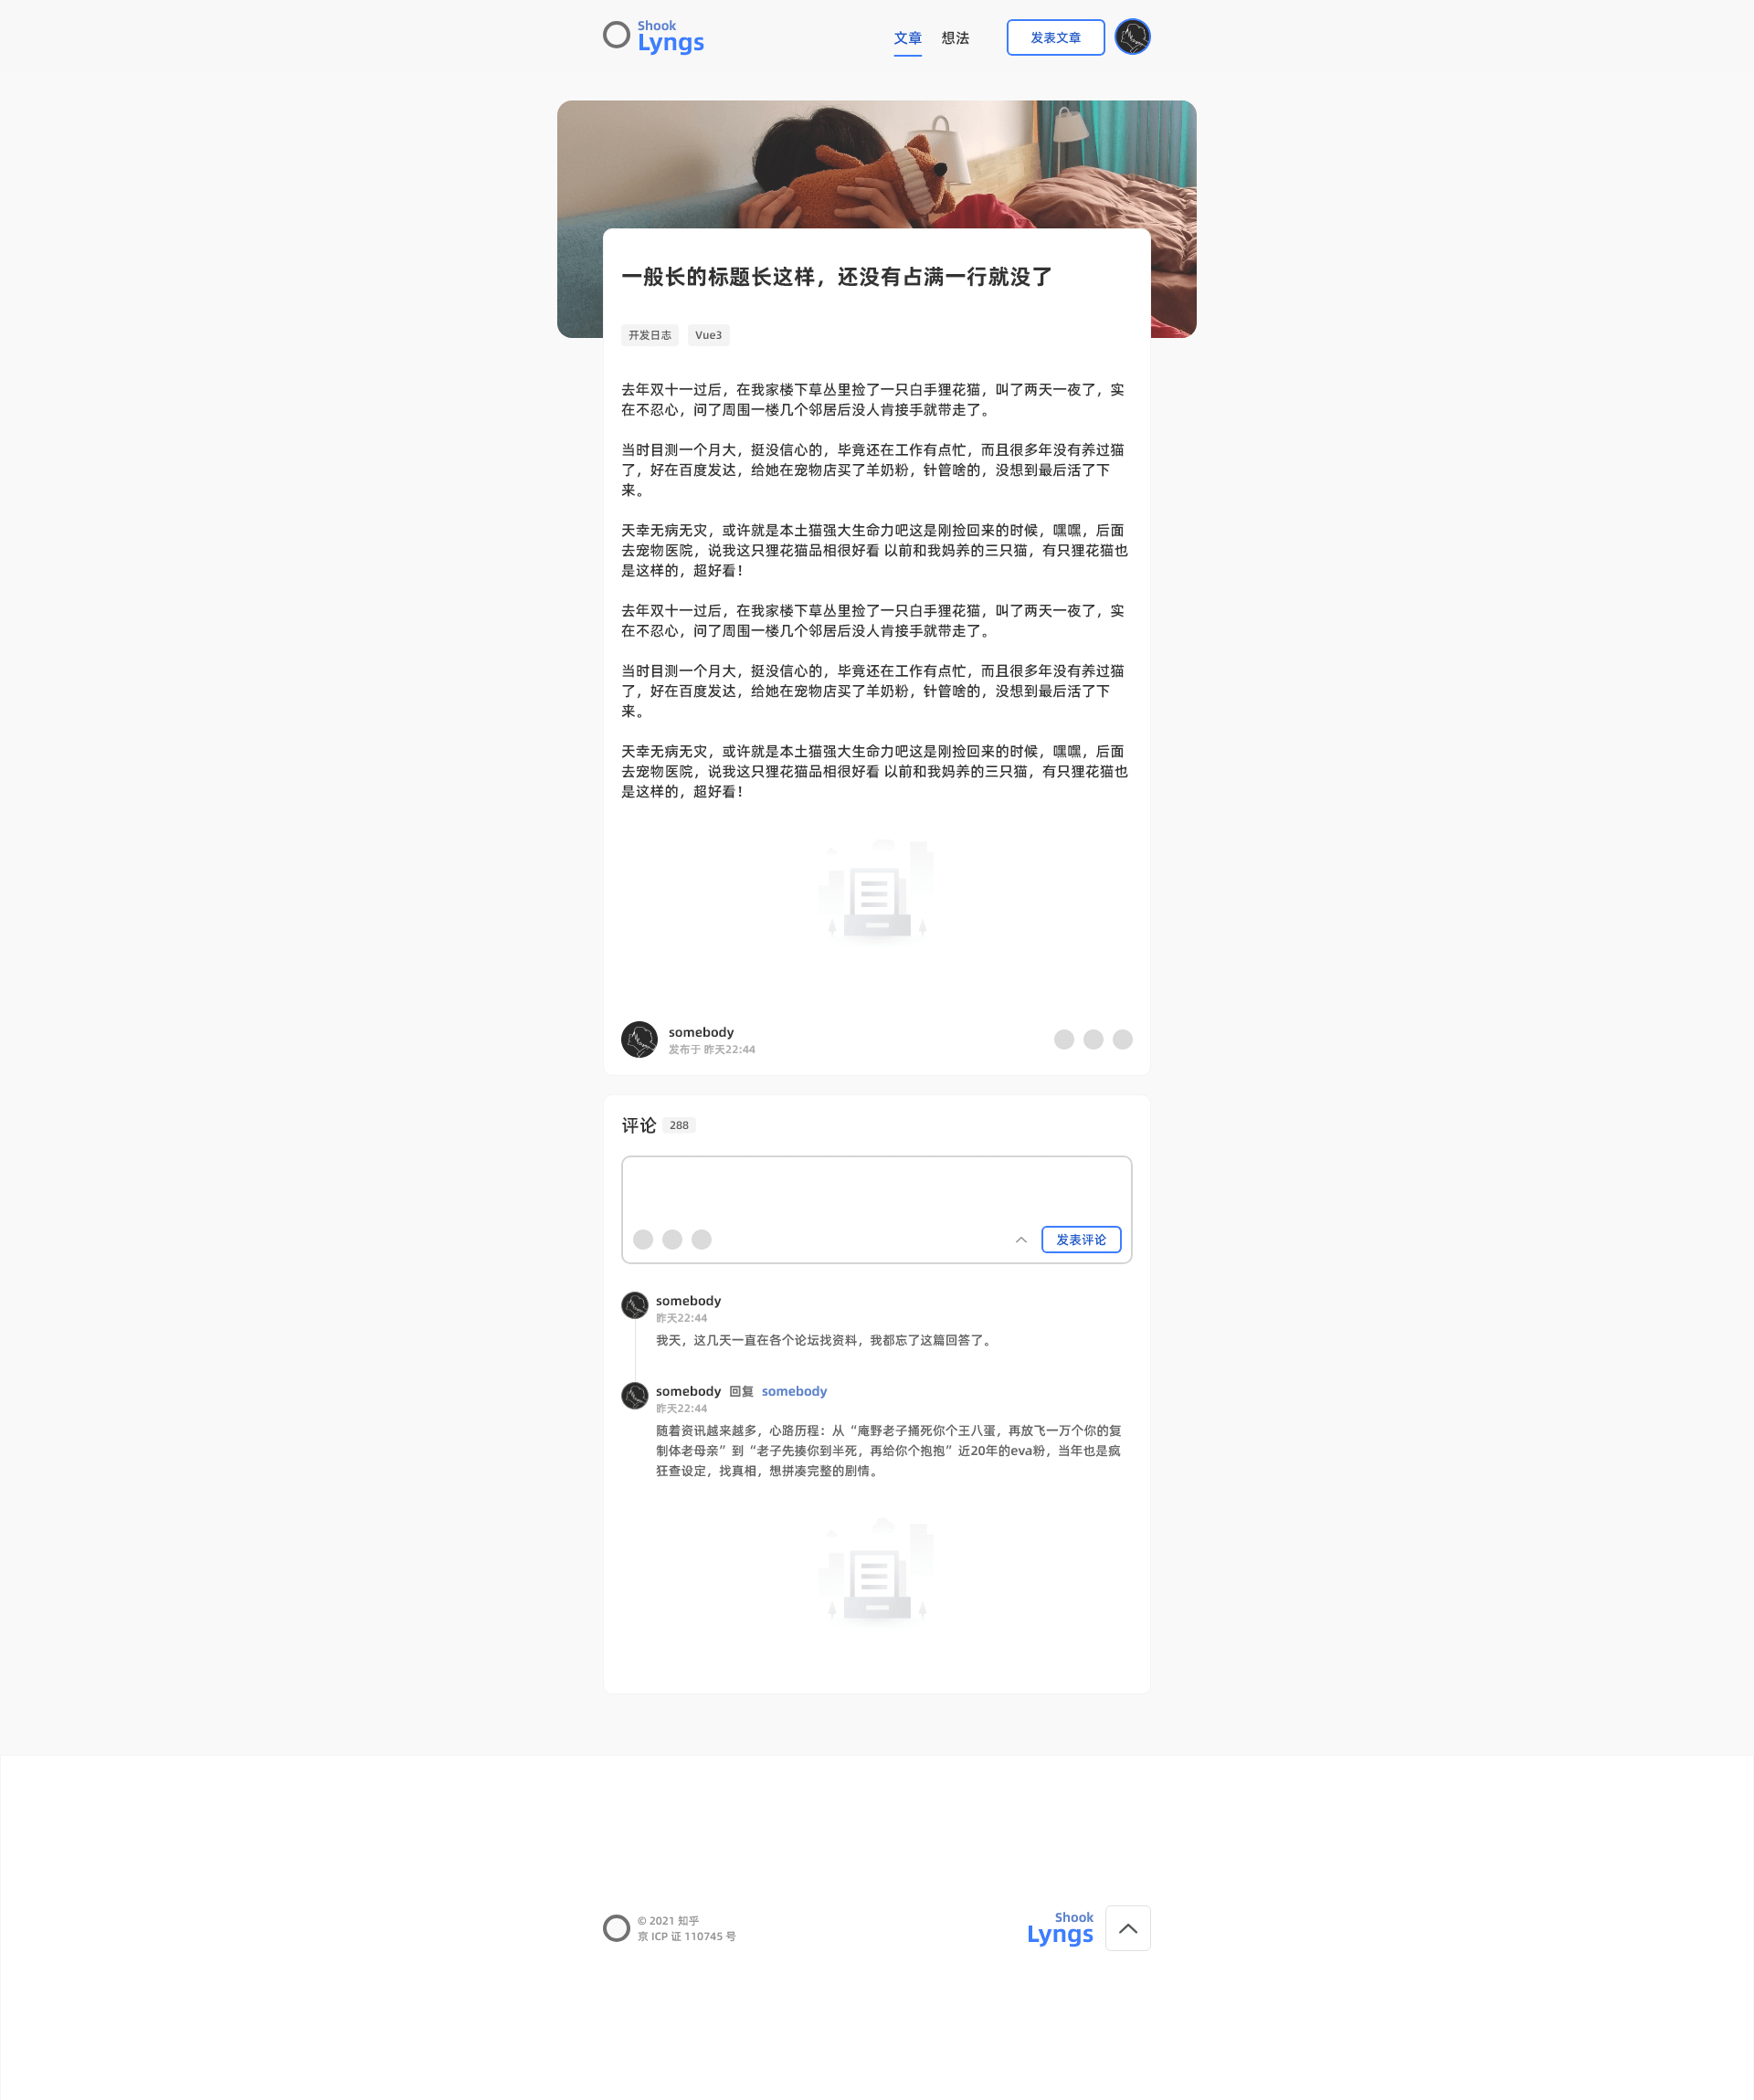 Shook
Lyngs
文章
想法
发表文章
一般长的标题长这样，还没有占满一行就没了
开发日志
Vue3
去年双十一过后，在我家楼下草丛里捡了一只白手狸花猫，叫了两天一夜了，实
在不忍心，问了周围一楼几个邻居后没人肯接手就带走了。
当时目测一个月大，挺没信心的，毕竟还在工作有点忙，而且很多年没有养过猫
了，好在百度发达，给她在宠物店买了羊奶粉，针管啥的，没想到最后活了下
来。
天幸无病无灾，或许就是本土猫强大生命力吧这是刚捡回来的时候，嘿嘿，后面
去宠物医院，说我这只狸花猫品相很好看 以前和我妈养的三只猫，有只狸花猫也
是这样的，超好看！
去年双十一过后，在我家楼下草丛里捡了一只白手狸花猫，叫了两天一夜了，实
在不忍心，问了周围一楼几个邻居后没人肯接手就带走了。
当时目测一个月大，挺没信心的，毕竟还在工作有点忙，而且很多年没有养过猫
了，好在百度发达，给她在宠物店买了羊奶粉，针管啥的，没想到最后活了下
来。
天幸无病无灾，或许就是本土猫强大生命力吧这是刚捡回来的时候，嘿嘿，后面
去宠物医院，说我这只狸花猫品相很好看 以前和我妈养的三只猫，有只狸花猫也
是这样的，超好看！
somebody
发布于 昨天22:44
评论 288
发表评论
somebody
昨天22:44
我天，这几天一直在各个论坛找资料，我都忘了这篇回答了。
somebody 回复 somebody
昨天22:44
随着资讯越来越多，心路历程：从“庵野老子捅死你个王八蛋，再放飞一万个你的复
制体老母亲”到“老子先揍你到半死，再给你个抱抱”近20年的eva粉，当年也是疯
狂查设定，找真相，想拼凑完整的剧情。
© 2021 知乎
京 ICP 证 110745 号
Shook
Lyngs